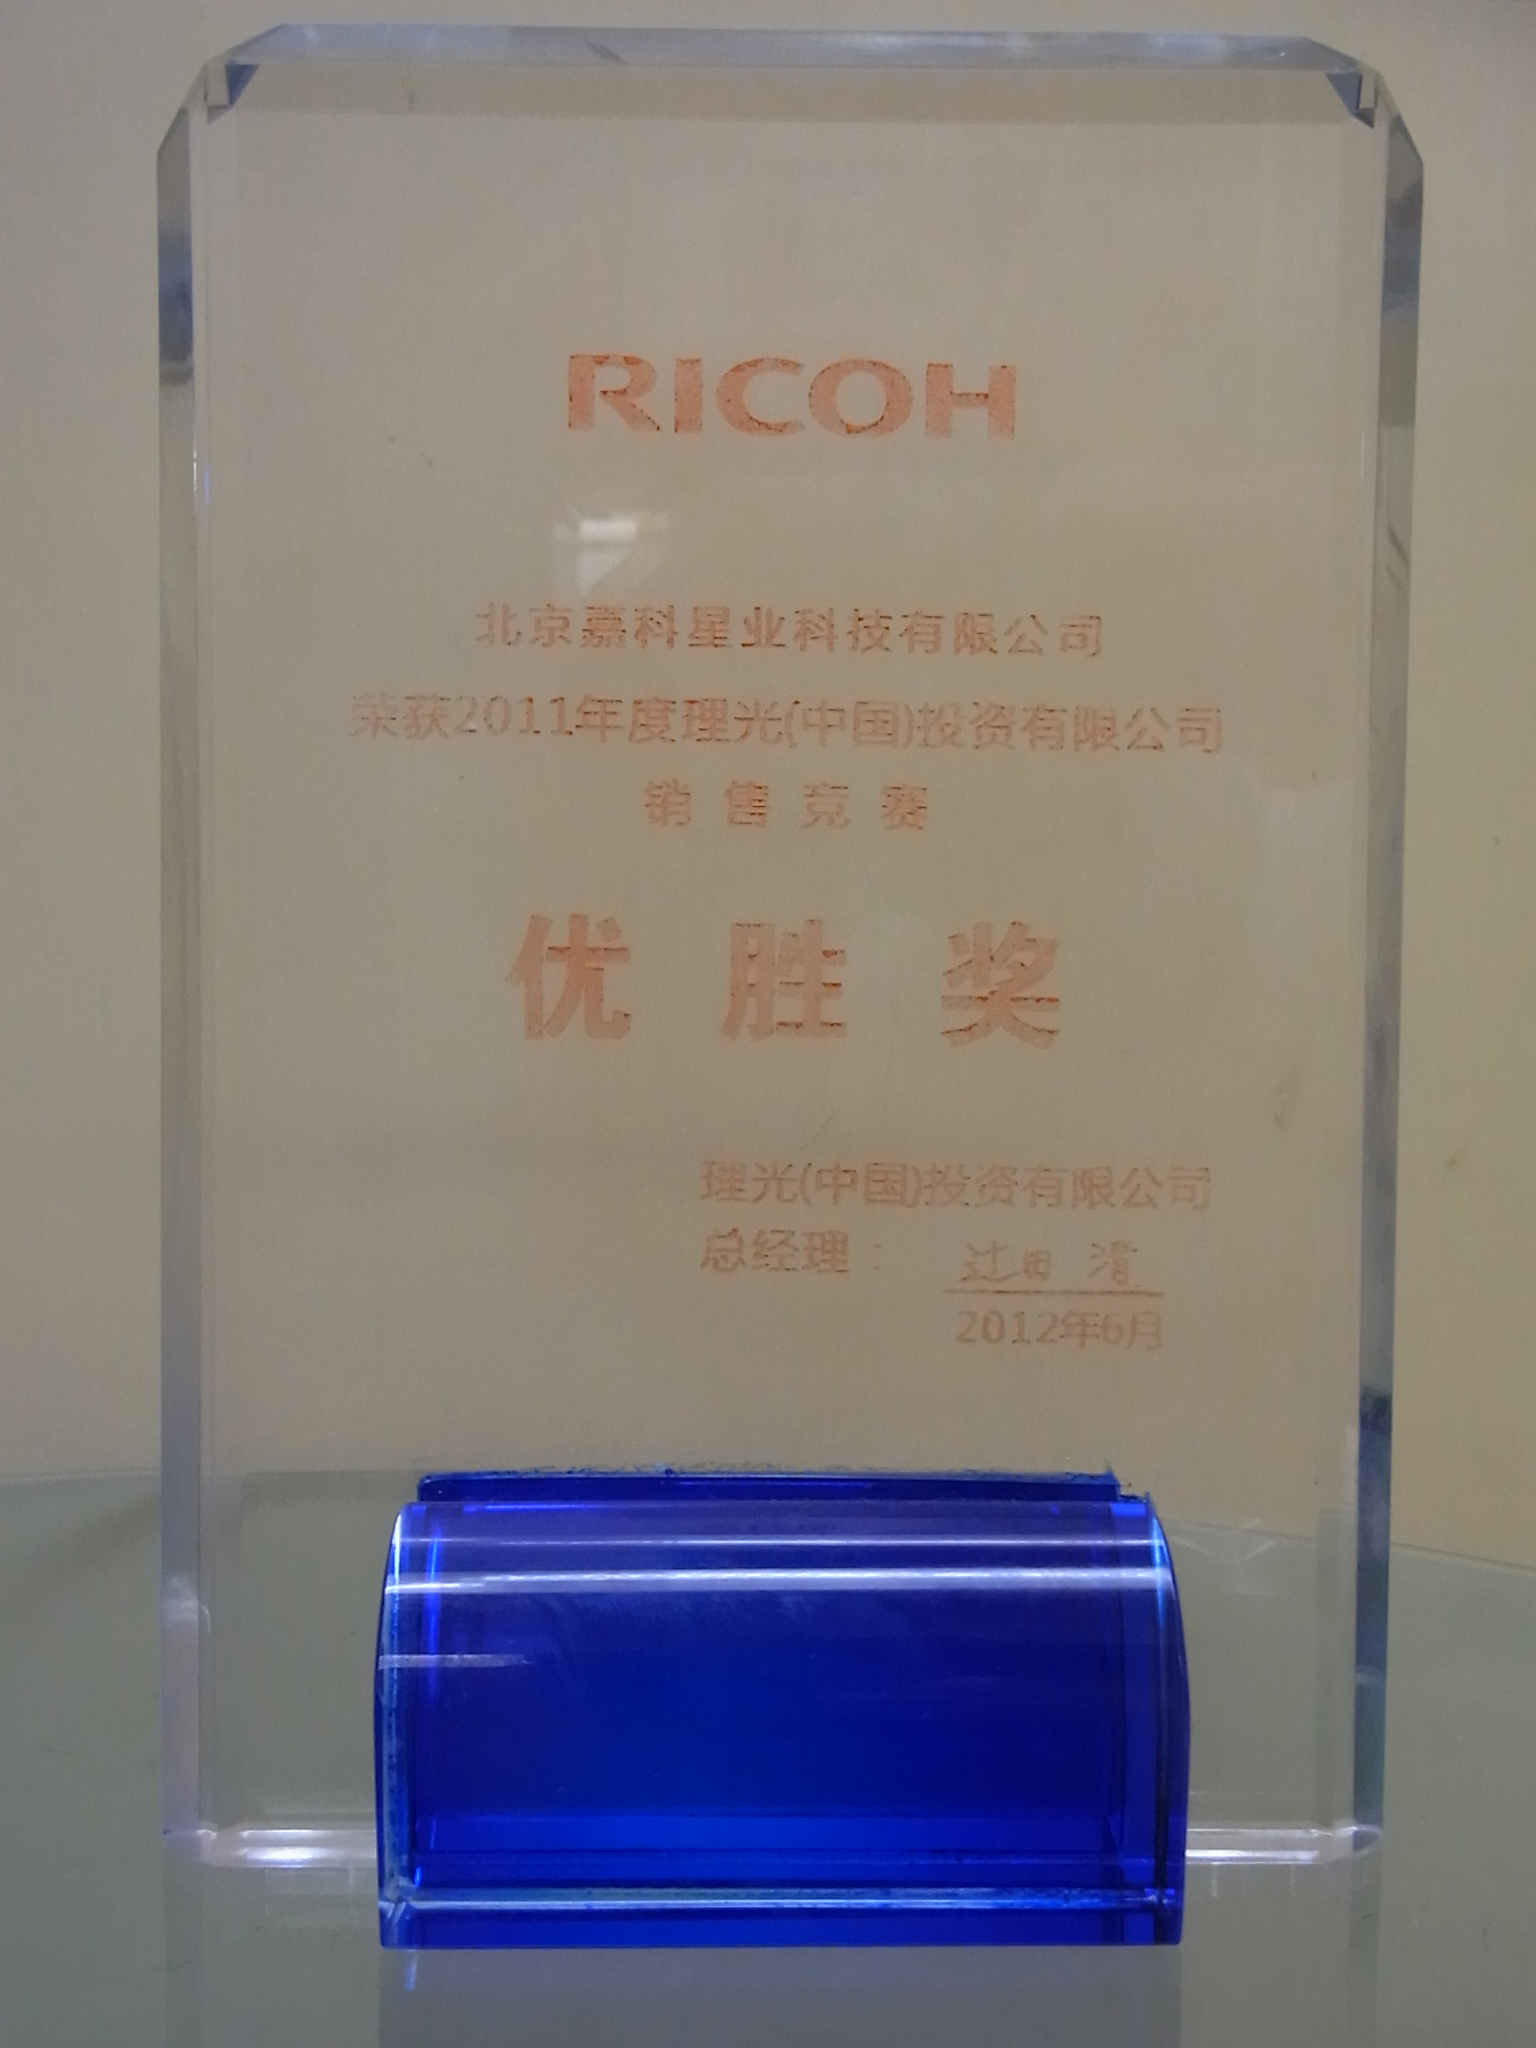 RICOH
北京嘉科星业科技有限公司
荣获2011年度理光(中国)投资有限公司
销售竞赛
优胜奖
理光(中国)投资有限公司
总经理：
2012年6月